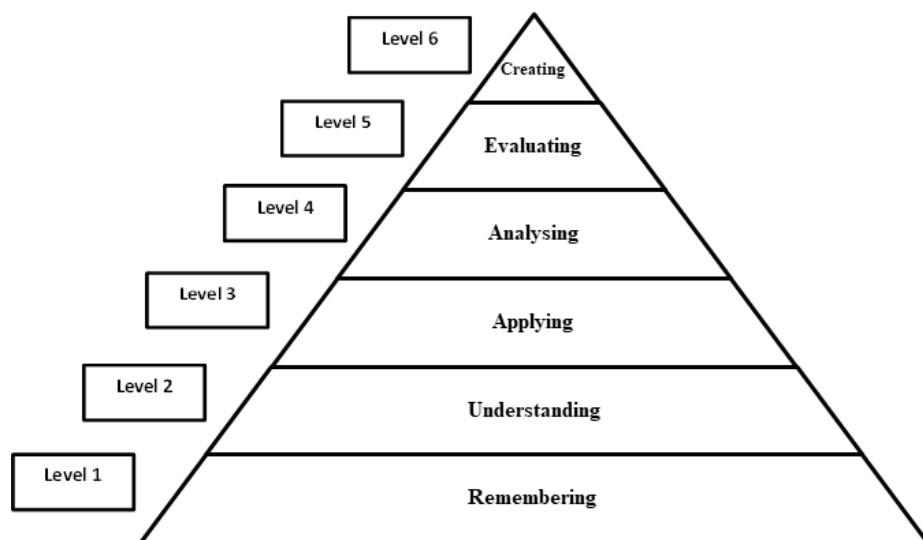 Level 6
Creating
Level 5
Evaluating
Level 4
Analysing
Level 3
Applying
Level 2
Understanding
Level 1
Remembering